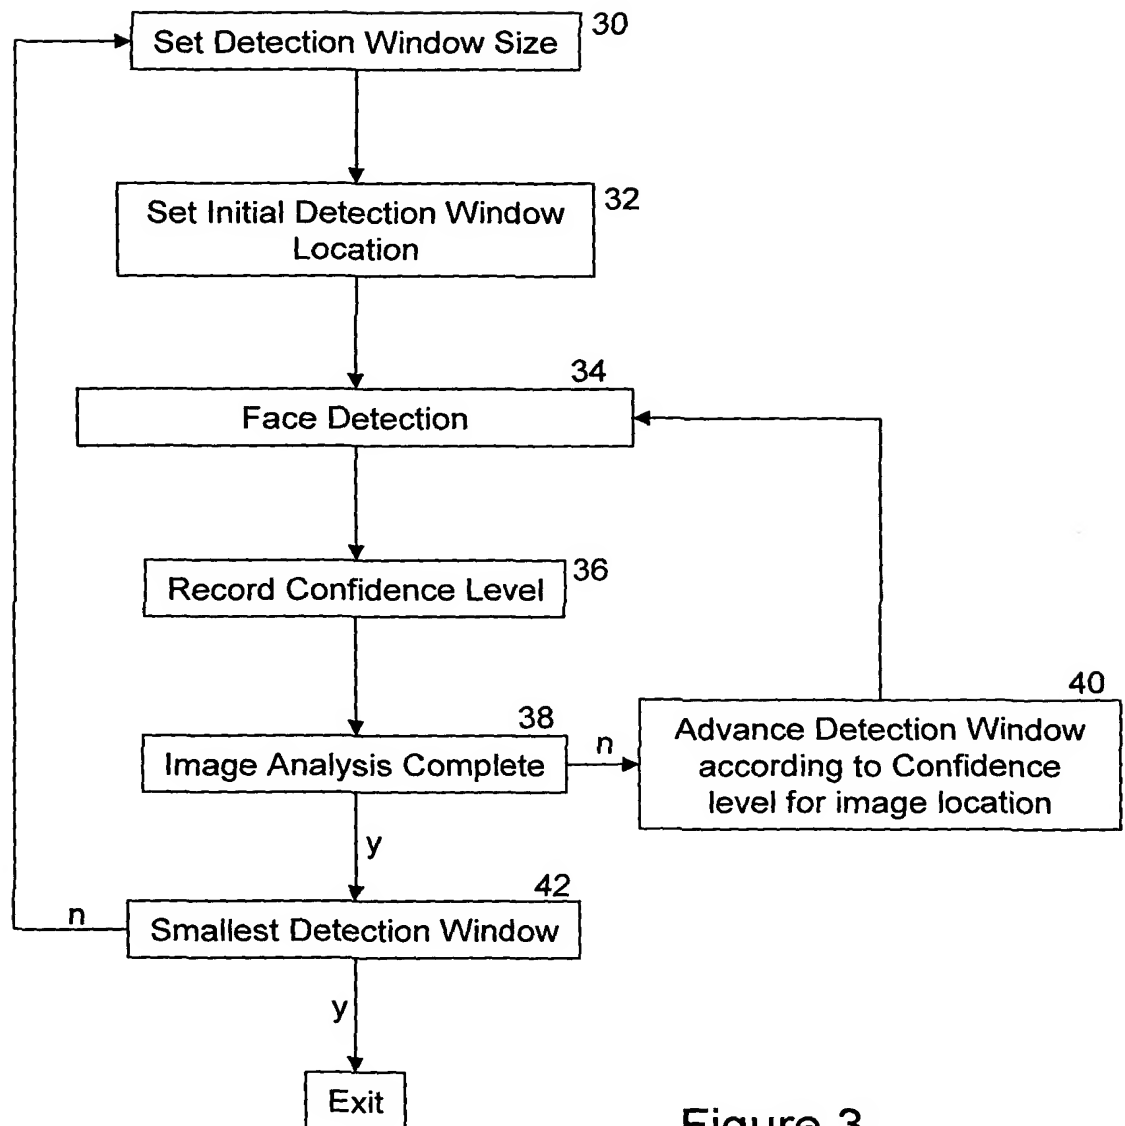 Set Detection Window Size
30
Set Initial Detection Window
Location
32
34
Face Detection
Record Confidence Level
36
38
Image Analysis Complete
n
40
Advance Detection Window
according to Confidence
level for image location
y
42
n
Smallest Detection Window
y
Exit
Figure 3